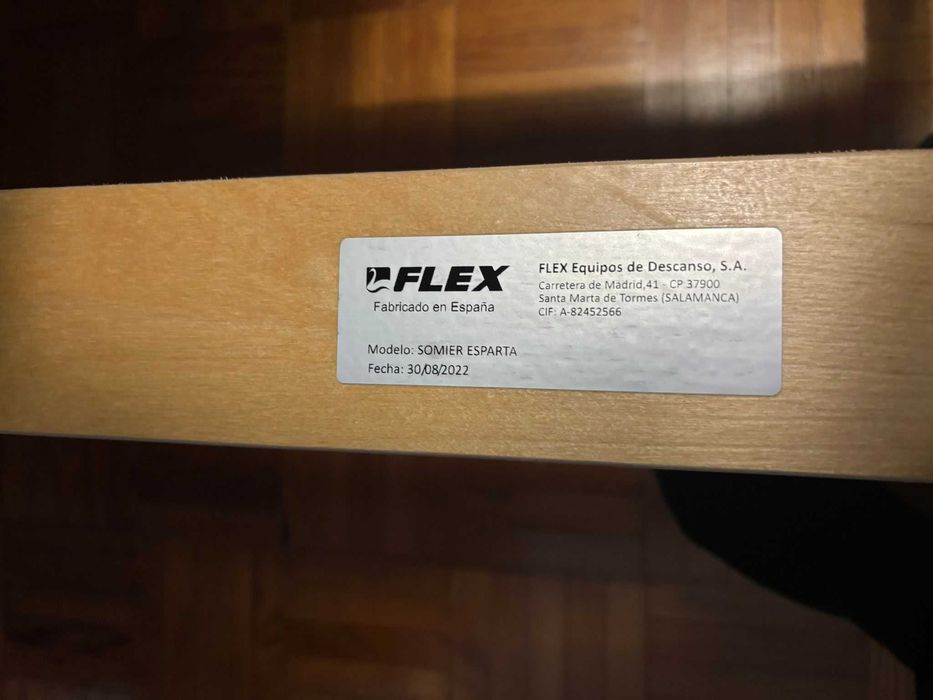 FLEX
Fabricado en España
FLEX Equipos de Descanso, S.A.
Carretera de Madrid,41 - CP 37900
Santa Marta de Tormes (SALAMANCA)
CIF: A-82452566
Modelo: SOMIER ESPARTA
Fecha: 30/08/2022